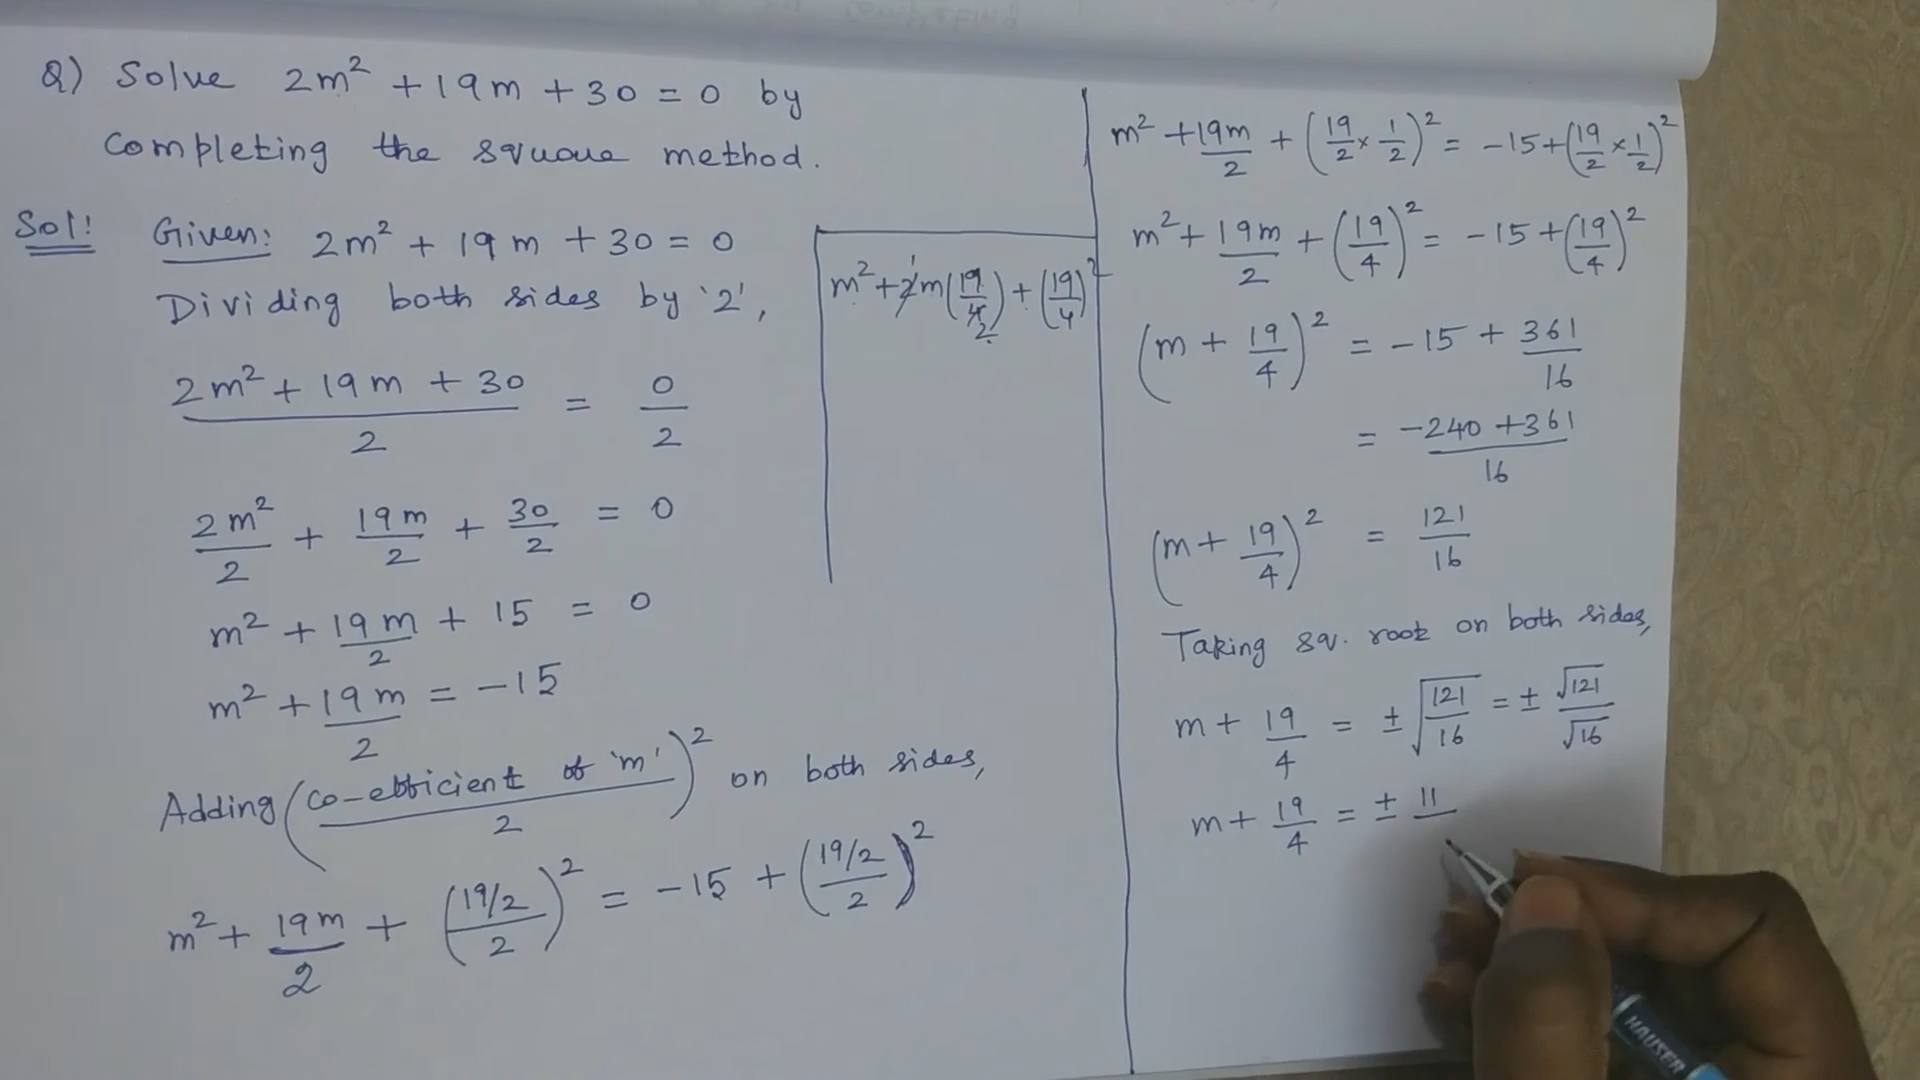 Q) Solve 2m² + 19m + 30 = 0 by
completing the square method.
Sol: Given: 2m² + 19m + 30 = 0
Dividing both sides by '2',
(2m² + 19m + 30)/2 = 0/2
2m²/2 + 19m/2 + 30/2 = 0
m² + 19m/2 + 15 = 0
m² + 19m/2 = -15
Adding (co-efficient of 'm'/2)² on both sides,
m² + 19m/2 + ((19/2)/2)² = -15 + ((19/2)/2)²
m² + 2m(19/4) + (19/4)²
1
2
m² + 19m/2 + (19/2 × 1/2)² = -15 + (19/2 × 1/2)²
m² + 19m/2 + (19/4)² = -15 + (19/4)²
(m + 19/4)² = -15 + 361/16
= (-240 + 361)/16
(m + 19/4)² = 121/16
Taking sq. root on both sides,
m + 19/4 = ± √(121/16) = ± √121/√16
m + 19/4 = ± 11
HAUSER